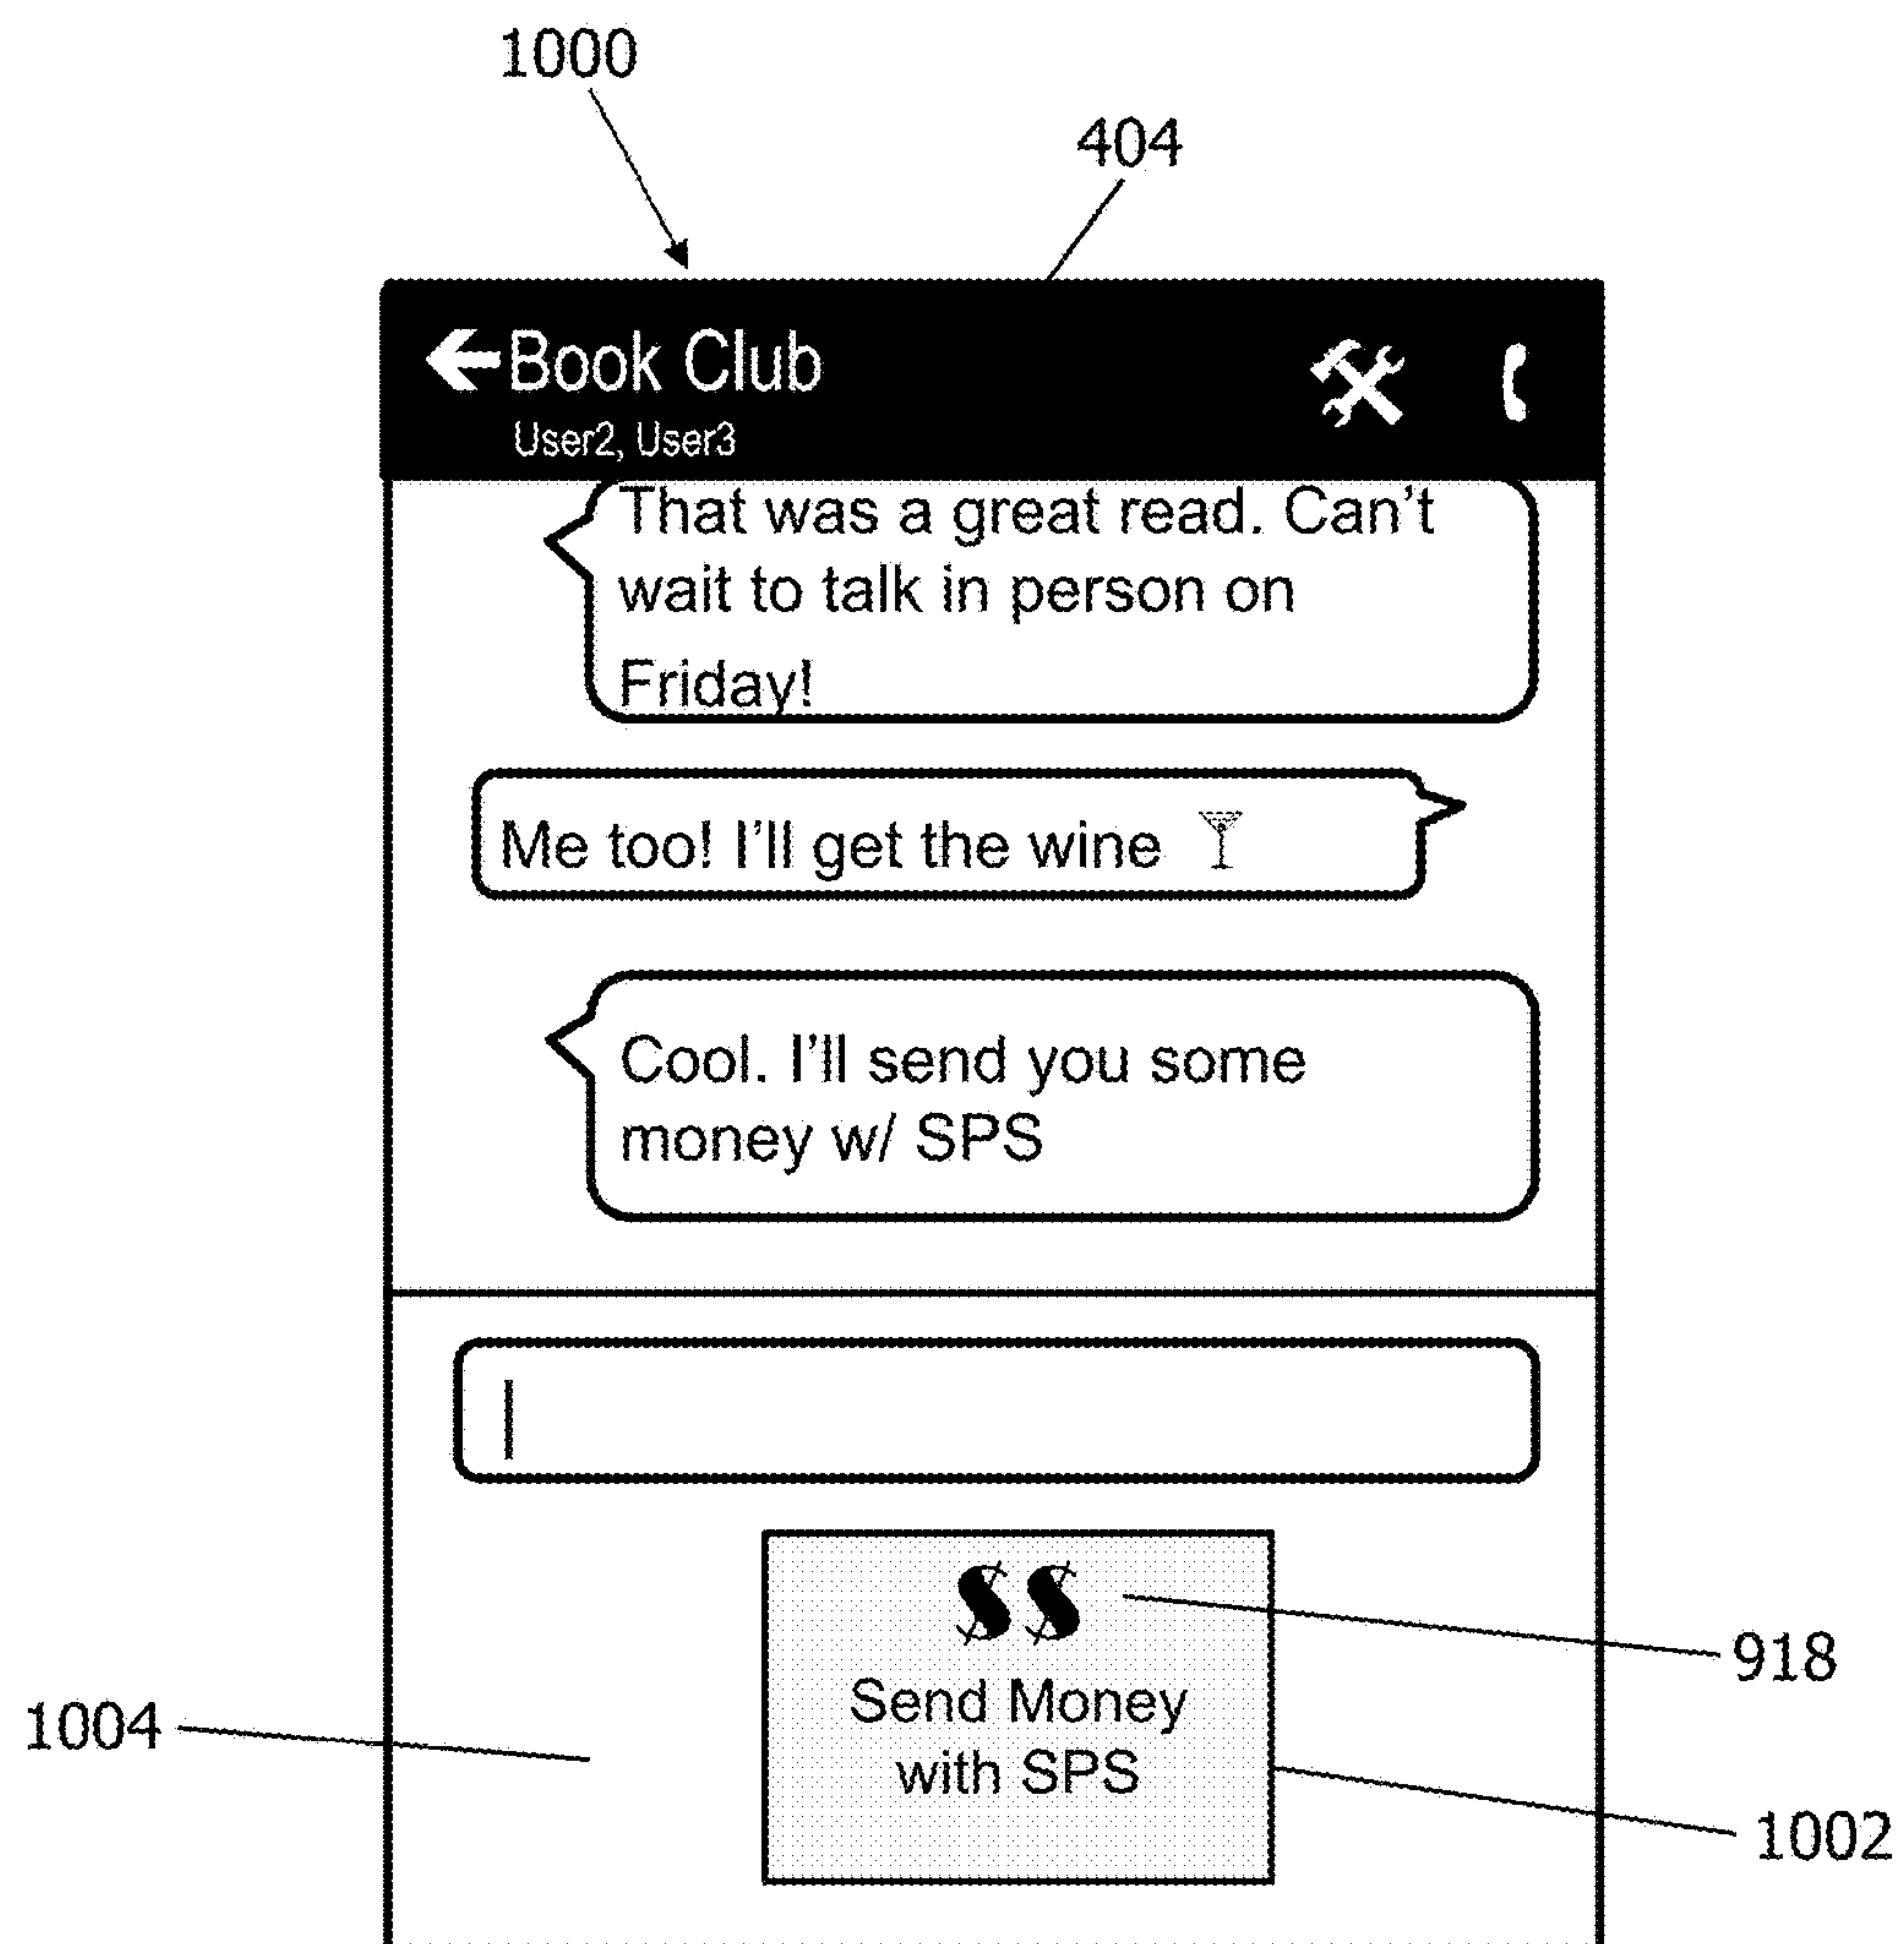 1000
404
Book Club
User2, User3
That was a great read. Can't
wait to talk in person on
Friday!
Me too! I'll get the wine
Cool. I'll send you some
money w/ SPS
$$
918
Send Money
with SPS
1004
1002